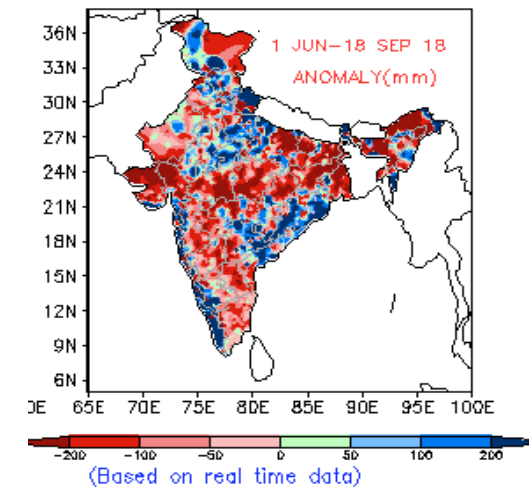 36N
1 JUN-18 SEP 18
33N
ANOMALY(mm)
30N
27N
24N
21N
18N
15N
12N
9N
6N
0E 65E 70E 75E 80E 85E 90E 95E 100E
-200 -100 -50 0 50 100 200
(Based on real time data)